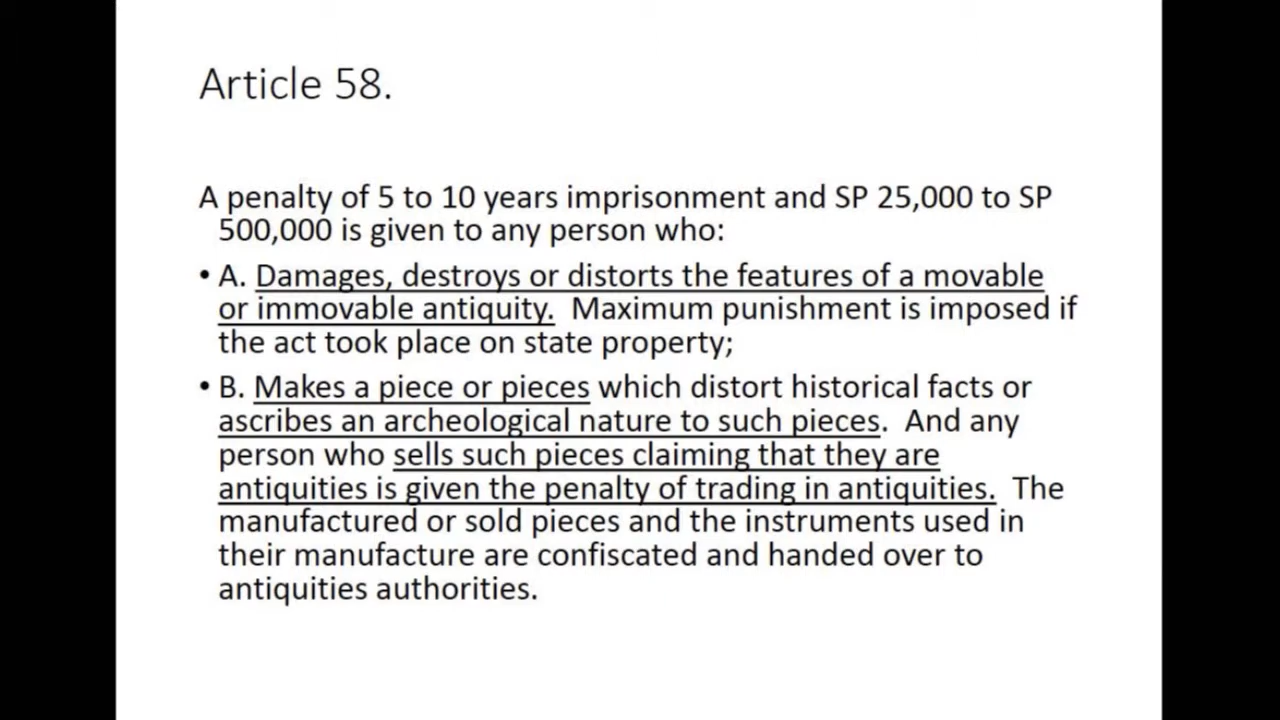 Article 58.
A penalty of 5 to 10 years imprisonment and SP 25,000 to SP
500,000 is given to any person who:
• A. Damages, destroys or distorts the features of a movable
or immovable antiquity.  Maximum punishment is imposed if
the act took place on state property;
• B. Makes a piece or pieces which distort historical facts or
ascribes an archeological nature to such pieces.  And any
person who sells such pieces claiming that they are
antiquities is given the penalty of trading in antiquities.  The
manufactured or sold pieces and the instruments used in
their manufacture are confiscated and handed over to
antiquities authorities.